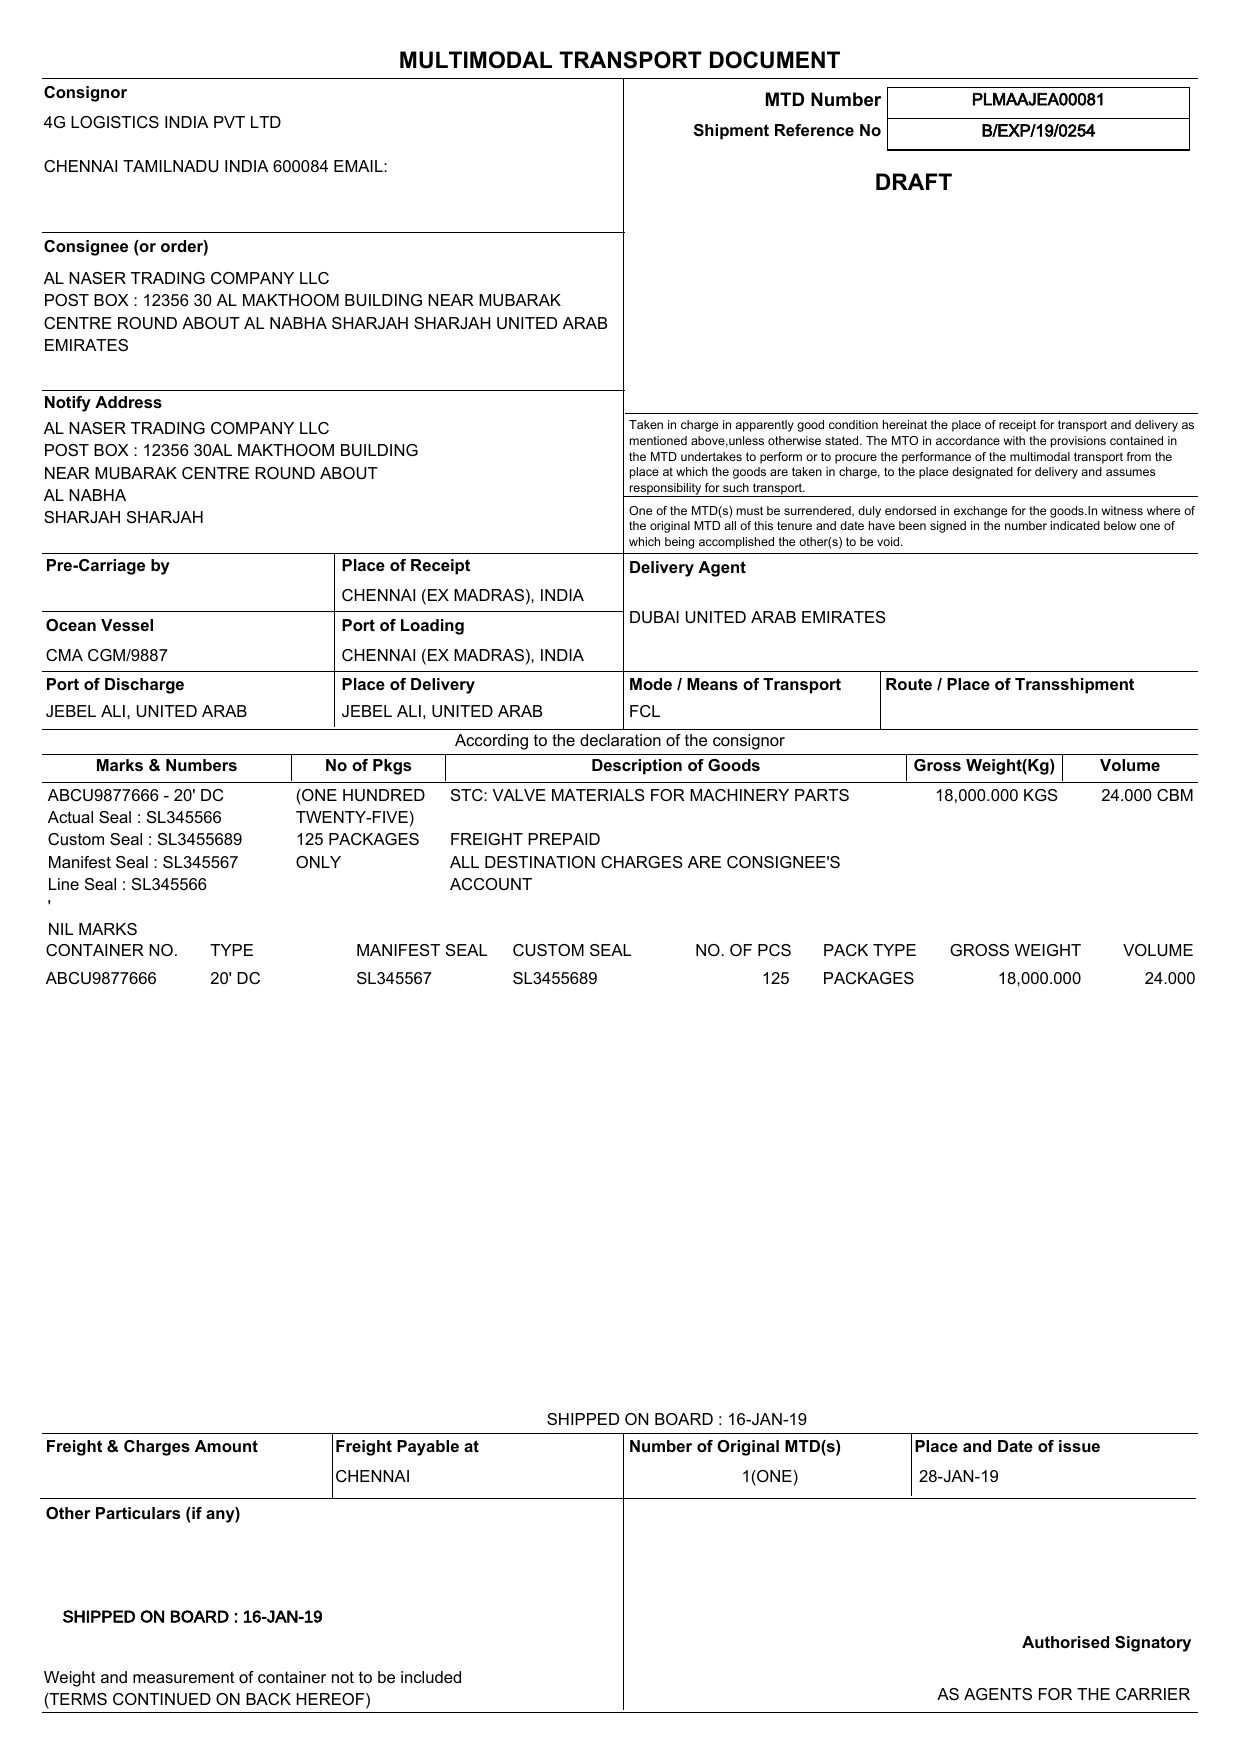 MULTIMODAL TRANSPORT DOCUMENT
Consignor
4G LOGISTICS INDIA PVT LTD
CHENNAI TAMILNADU INDIA 600084 EMAIL:
MTD Number PLMAAJEA00081
Shipment Reference No B/EXP/19/0254
DRAFT
Consignee (or order)
AL NASER TRADING COMPANY LLC
POST BOX : 12356 30 AL MAKTHOOM BUILDING NEAR MUBARAK
CENTRE ROUND ABOUT AL NABHA SHARJAH SHARJAH UNITED ARAB
EMIRATES
Notify Address
AL NASER TRADING COMPANY LLC
POST BOX : 12356 30AL MAKTHOOM BUILDING
NEAR MUBARAK CENTRE ROUND ABOUT
AL NABHA
SHARJAH SHARJAH
Taken in charge in apparently good condition hereinat the place of receipt for transport and delivery as
mentioned above,unless otherwise stated. The MTO in accordance with the provisions contained in
the MTD undertakes to perform or to procure the performance of the multimodal transport from the
place at which the goods are taken in charge, to the place designated for delivery and assumes
responsibility for such transport.
One of the MTD(s) must be surrendered, duly endorsed in exchange for the goods.In witness where of
the original MTD all of this tenure and date have been signed in the number indicated below one of
which being accomplished the other(s) to be void.
Pre-Carriage by
Place of Receipt
CHENNAI (EX MADRAS), INDIA
Delivery Agent
DUBAI UNITED ARAB EMIRATES
Ocean Vessel
CMA CGM/9887
Port of Loading
CHENNAI (EX MADRAS), INDIA
Port of Discharge
JEBEL ALI, UNITED ARAB
Place of Delivery
JEBEL ALI, UNITED ARAB
Mode / Means of Transport
FCL
Route / Place of Transshipment
According to the declaration of the consignor
Marks & Numbers No of Pkgs Description of Goods Gross Weight(Kg) Volume
ABCU9877666 - 20' DC (ONE HUNDRED STC: VALVE MATERIALS FOR MACHINERY PARTS 18,000.000 KGS 24.000 CBM
Actual Seal : SL345566 TWENTY-FIVE)
Custom Seal : SL3455689 125 PACKAGES FREIGHT PREPAID
Manifest Seal : SL345567 ONLY ALL DESTINATION CHARGES ARE CONSIGNEE'S
Line Seal : SL345566 ACCOUNT
'
NIL MARKS
CONTAINER NO. TYPE MANIFEST SEAL CUSTOM SEAL NO. OF PCS PACK TYPE GROSS WEIGHT VOLUME
ABCU9877666 20' DC SL345567 SL3455689 125 PACKAGES 18,000.000 24.000
SHIPPED ON BOARD : 16-JAN-19
Freight & Charges Amount
Freight Payable at
CHENNAI
Number of Original MTD(s)
1(ONE)
Place and Date of issue
28-JAN-19
Other Particulars (if any)
SHIPPED ON BOARD : 16-JAN-19
Authorised Signatory
Weight and measurement of container not to be included
(TERMS CONTINUED ON BACK HEREOF)
AS AGENTS FOR THE CARRIER